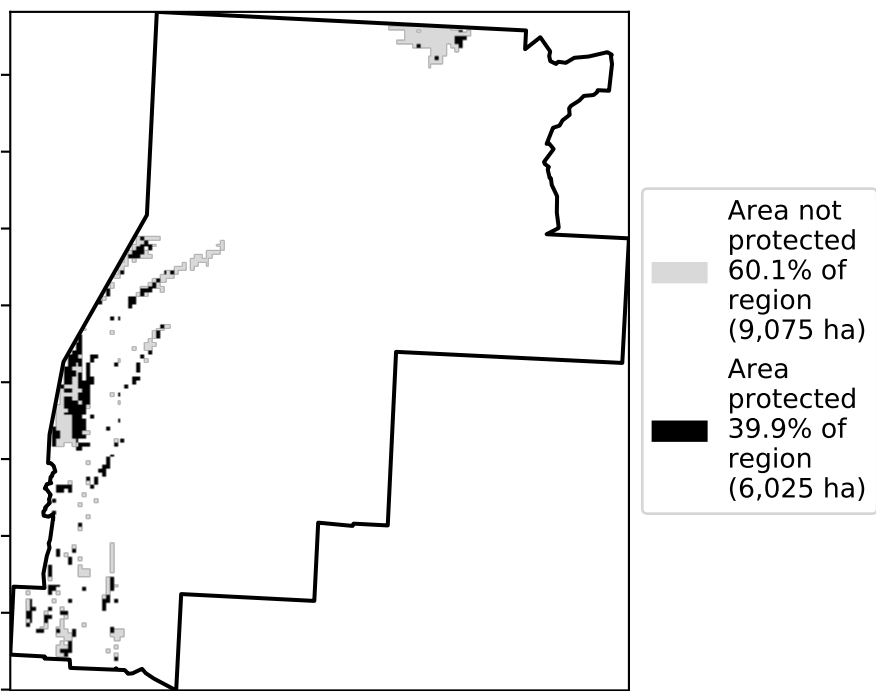 Area not
protected
60.1% of
region
(9,075 ha)
Area
protected
39.9% of
region
(6,025 ha)